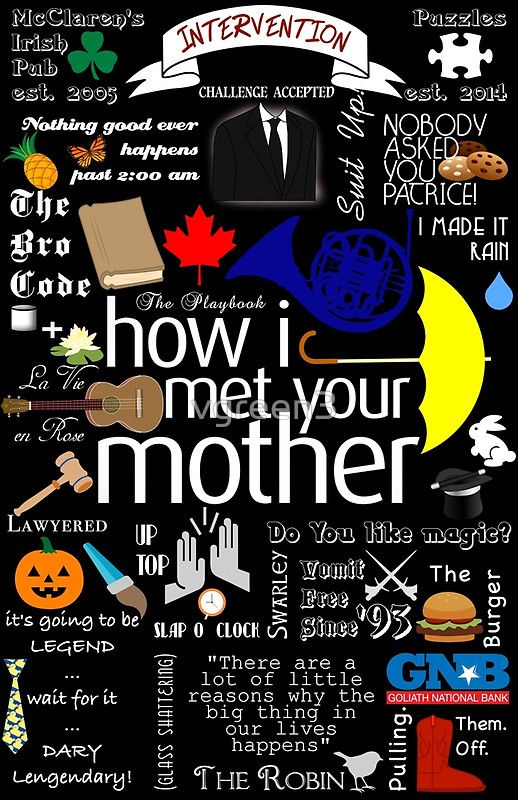 McClaren's
Irish
Pub
est. 2005
INTERVENTION
Puzzles
est. 2014
CHALLENGE ACCEPTED
Nothing good ever
happens
past 2:00 am
Suit Up!
NOBODY
ASKED
YOU
PATRICE!
The
Bro
Code
I MADE IT
RAIN
The Playbook
+
how i
met your
mother
vgreen3
La Vie
en Rose
LAWYERED
UP
TOP
SLAP O CLOCK
Do You like magic?
SWARLEY
Vomit
Free
Since '93
The
Burger
it's going to be
LEGEND
...
wait for it
...
DARY
Lengendary!
(GLASS SHATTERING)
"There are a
lot of little
reasons why the
big thing in
our lives
happens"
THE ROBIN
GNB
GOLIATH NATIONAL BANK
Pulling.
Them.
Off.